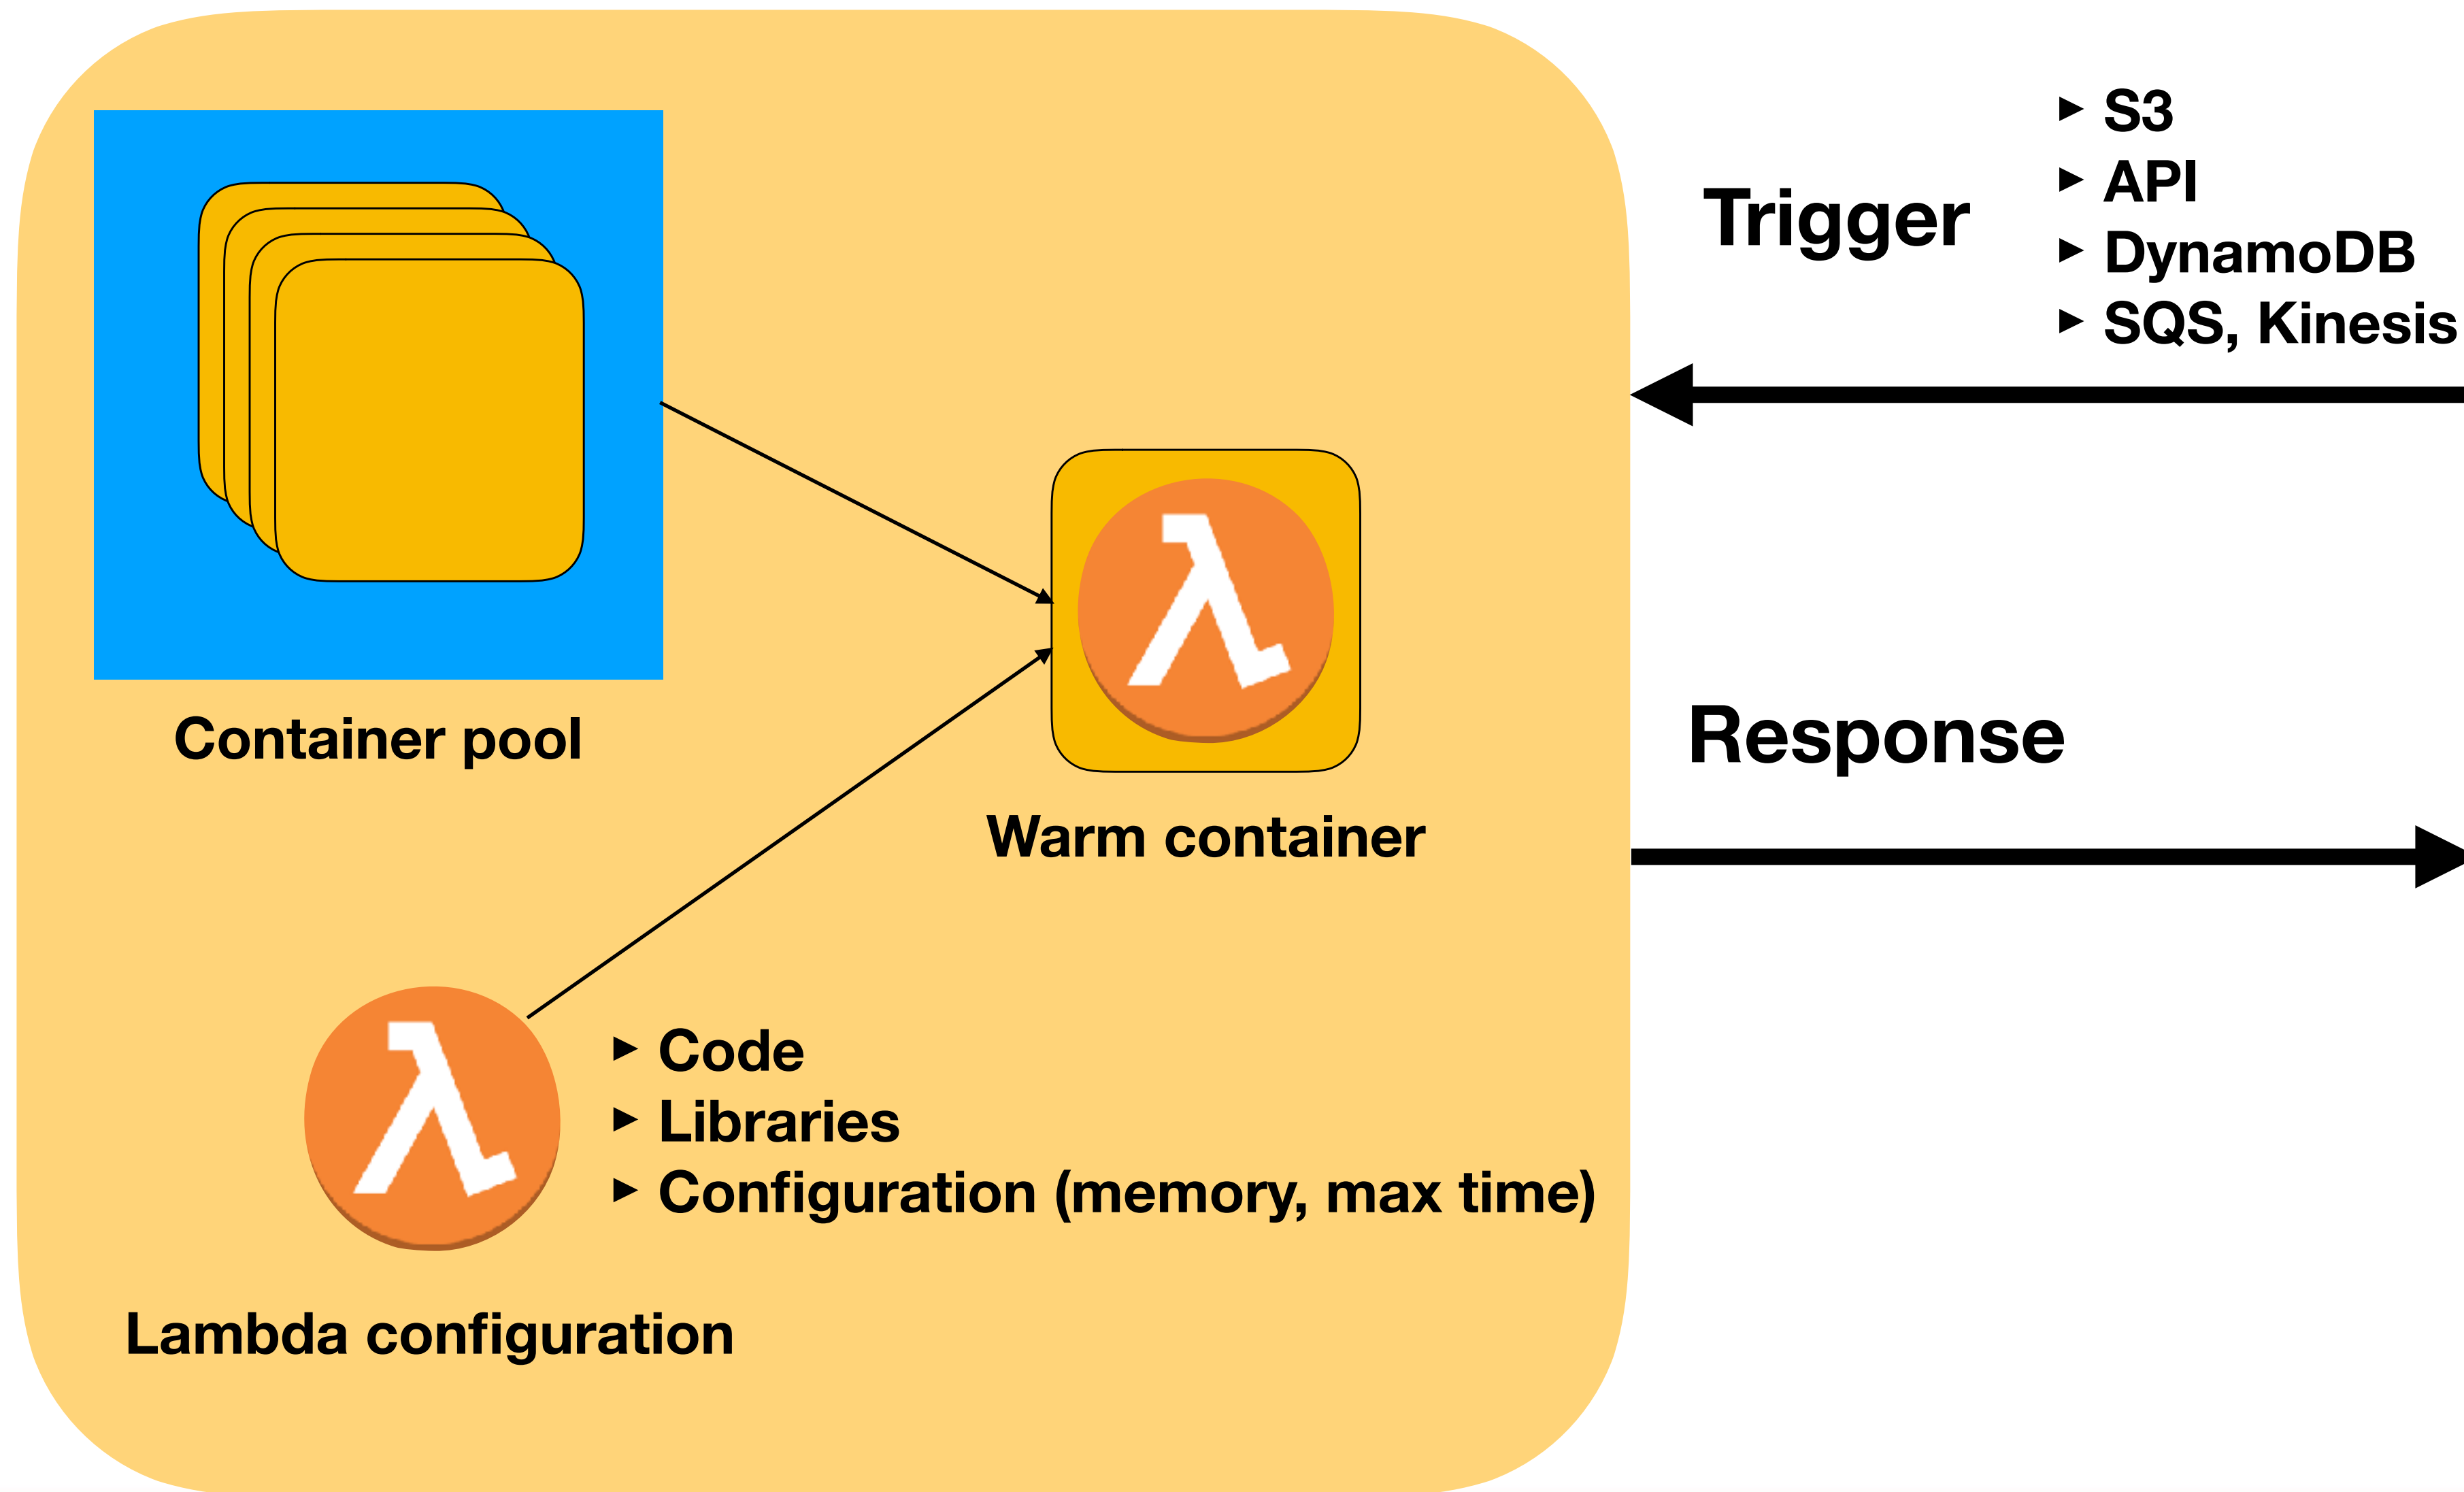 S3
API
Trigger
DynamoDB
SQS, Kinesis
Container pool
Response
Warm container
Code
Libraries
Configuration (memory, max time)
Lambda configuration